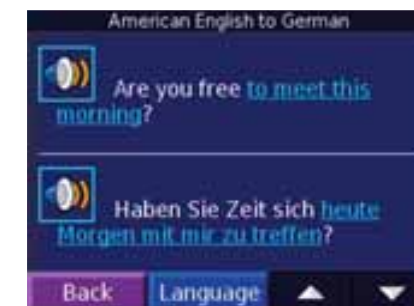 American English to German
Are you free to meet this
morning?
Haben Sie Zeit sich heute
Morgen mit mir zu treffen?
Back Language